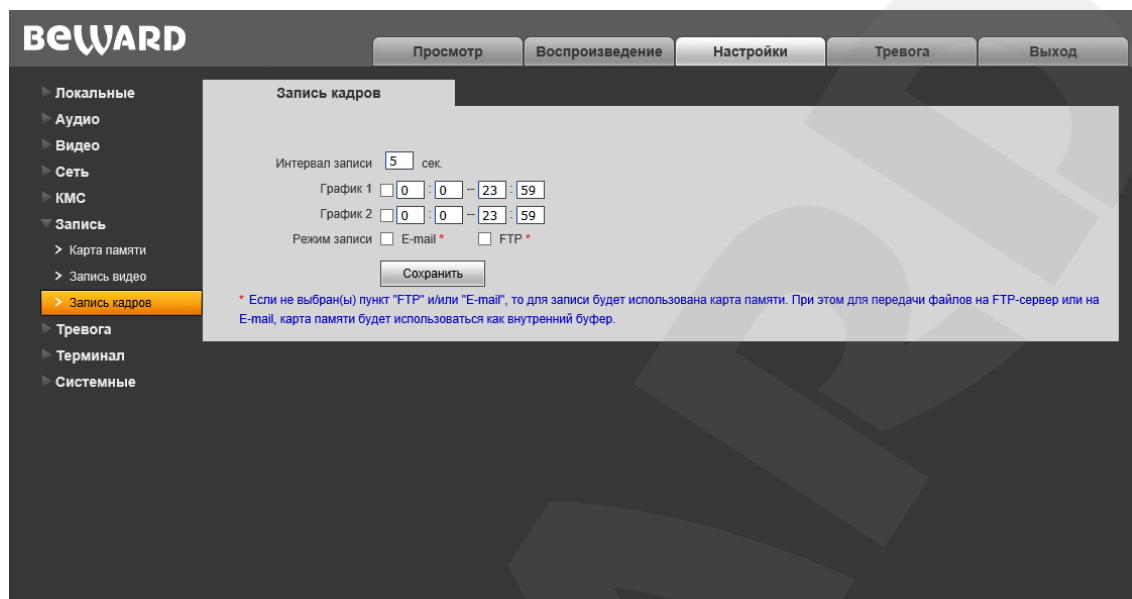 BEWARD
Просмотр Воспроизведение Настройки Тревога Выход
Локальные
Аудио
Видео
Сеть
КМС
Запись
> Карта памяти
> Запись видео
> Запись кадров
Тревога
Терминал
Системные
Запись кадров
Интервал записи 5 сек.
График 1 0 : 0 -- 23 : 59
График 2 0 : 0 -- 23 : 59
Режим записи E-mail * FTP *
Сохранить
* Если не выбран(ы) пункт "FTP" и/или "E-mail", то для записи будет использована карта памяти. При этом для передачи файлов на FTP-сервер или на
E-mail, карта памяти будет использоваться как внутренний буфер.